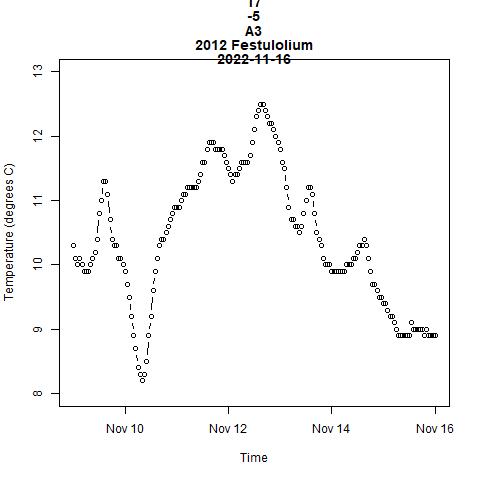 17
-5
A3
2012 Festulolium
2022-11-16
13
12
11
10
9
8
Temperature (degrees C)
Nov 10
Nov 12
Nov 14
Nov 16
Time